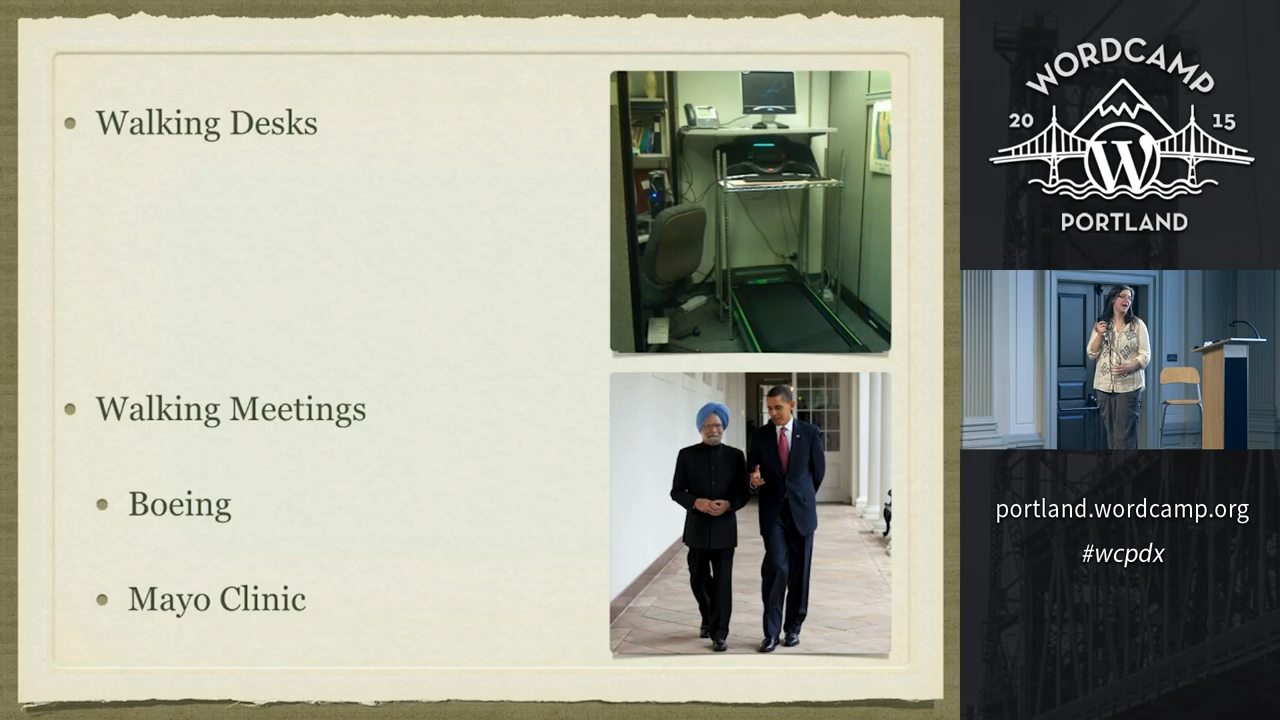 Walking Desks
Walking Meetings
Boeing
Mayo Clinic
WORDCAMP
20 15
W
PORTLAND
portland.wordcamp.org
#wcpdx